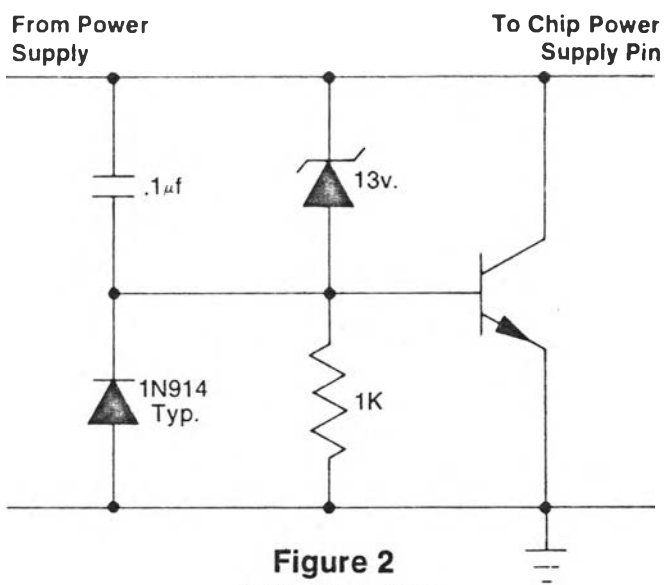 From Power
Supply
To Chip Power
Supply Pin
.1μf
13v.
1N914
Typ.
1K
Figure 2